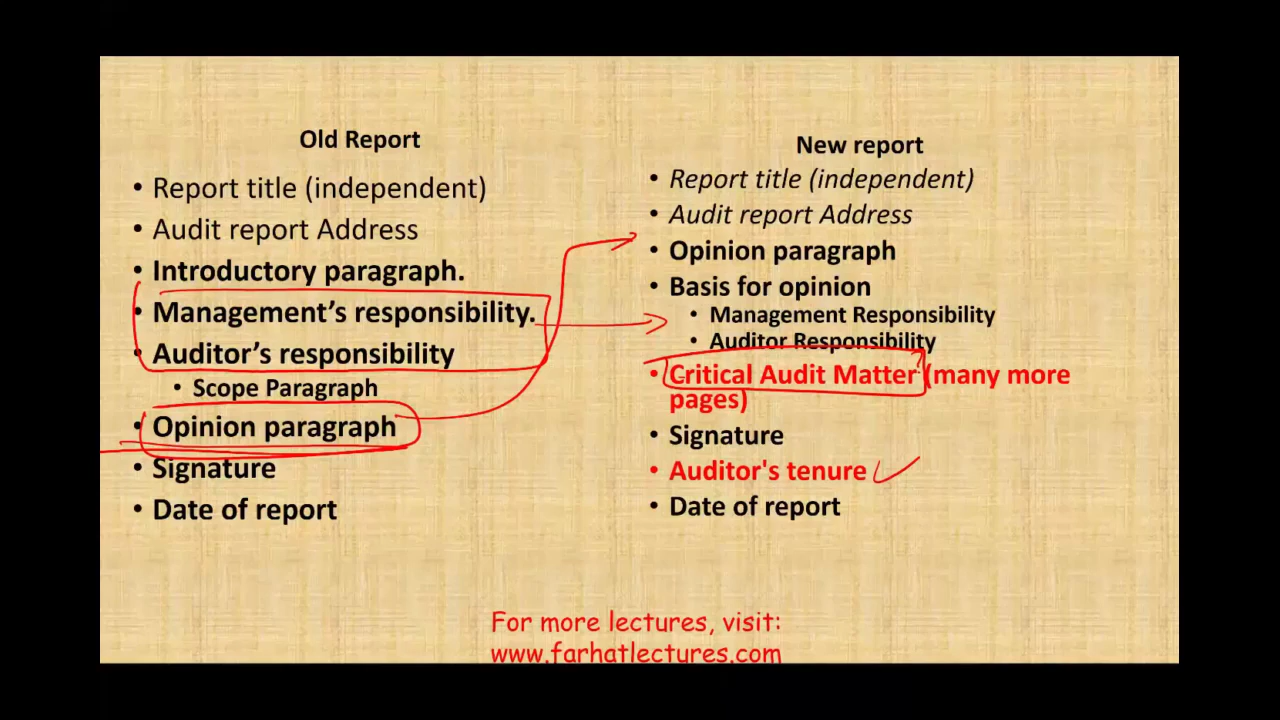 Old Report
• Report title (independent)
• Audit report Address
• Introductory paragraph.
• Management’s responsibility.
• Auditor’s responsibility
• Scope Paragraph
• Opinion paragraph
• Signature
• Date of report
New report
• Report title (independent)
• Audit report Address
• Opinion paragraph
• Basis for opinion
• Management Responsibility
• Auditor Responsibility
• Critical Audit Matter (many more
pages)
• Signature
• Auditor's tenure
• Date of report
For more lectures, visit:
www.farhatlectures.com